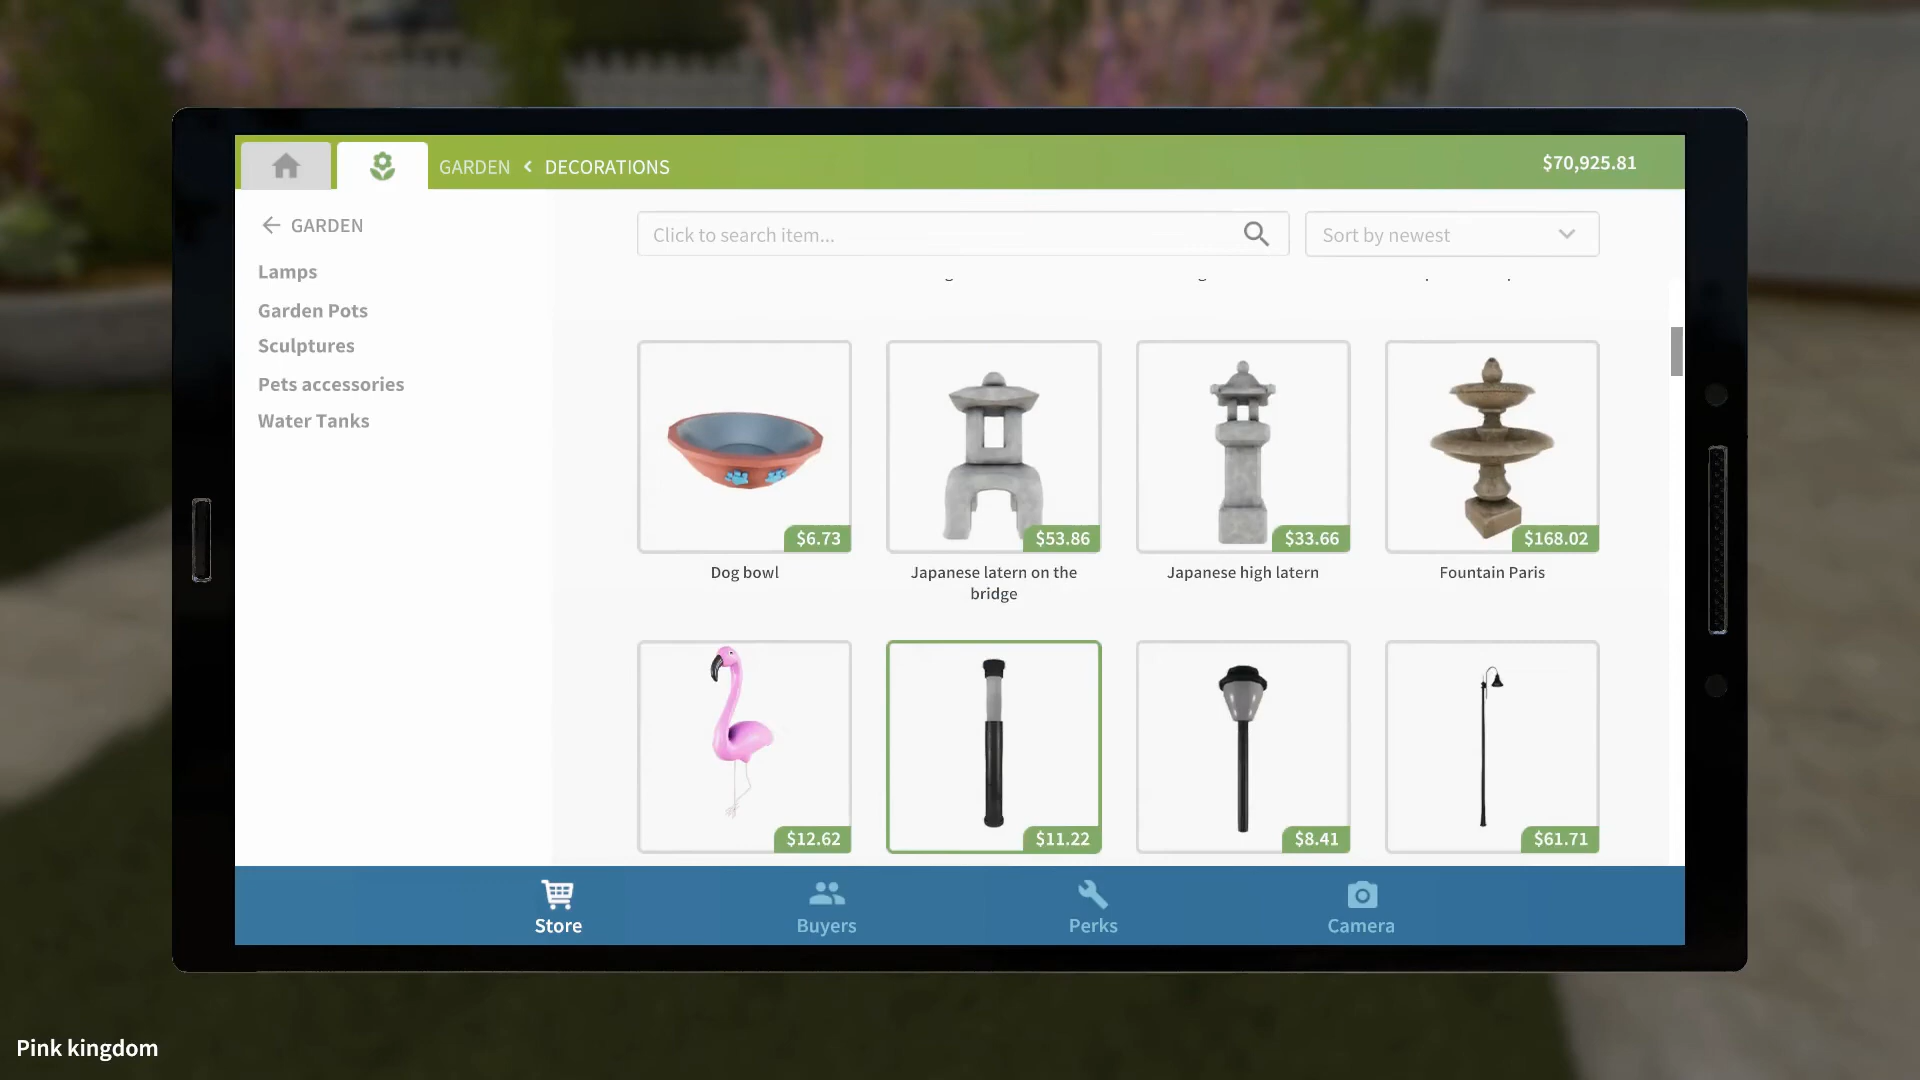 GARDEN < DECORATIONS
$70,925.81
GARDEN
Click to search item...
Sort by newest
Lamps
Garden Pots
Sculptures
Pets accessories
Water Tanks
$6.73
$53.86
$33.66
$168.02
Dog bowl
Japanese latern on the
bridge
Japanese high latern
Fountain Paris
$12.62
$11.22
$8.41
$61.71
Store
Buyers
Perks
Camera
Pink kingdom